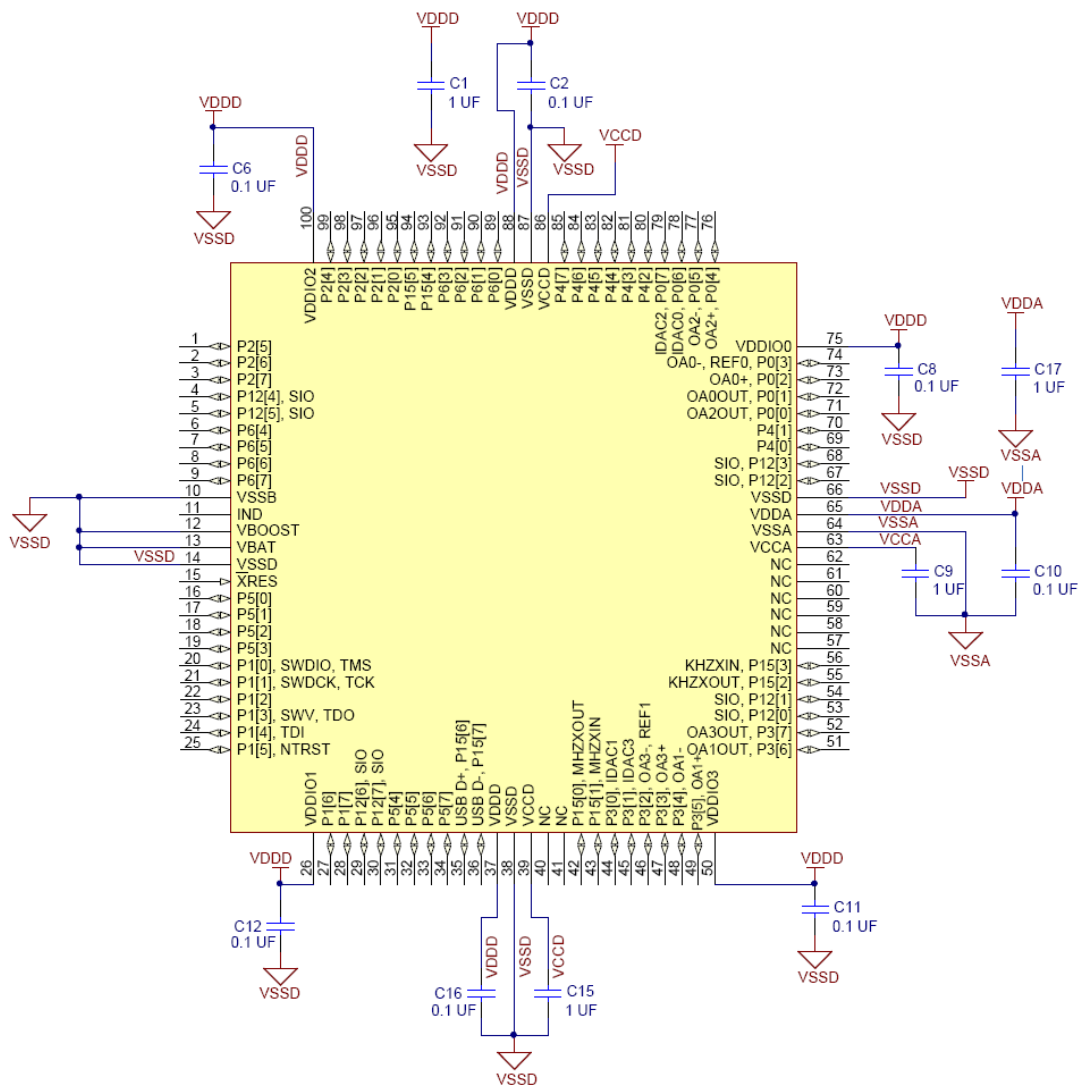 VDDD
VDDD
C1
1 UF
C2
0.1 UF
VDDD
VCCD
C6
0.1 UF
VDDD
VDDD
VSSD
VSSD
VSSD
VSSD
100
99
98
97
96
95
94
93
92
91
90
89
88
87
86
85
84
83
82
81
80
79
78
77
76
VDDIO2
P2[4]
P2[3]
P2[2]
P2[1]
P2[0]
P15[5]
P15[4]
P6[3]
P6[2]
P6[1]
P6[0]
VDDD
VSSD
VCCD
P4[7]
P4[6]
P4[5]
P4[4]
P4[3]
P4[2]
IDAC2, P0[7]
IDAC0, P0[6]
OA2-, P0[5]
OA2+, P0[4]
1 P2[5]
2 P2[6]
3 P2[7]
4 P12[4], SIO
5 P12[5], SIO
6 P6[4]
7 P6[5]
8 P6[6]
9 P6[7]
10 VSSB
11 IND
12 VBOOST
13 VBAT
VSSD 14 VSSD
15 XRES
16 P5[0]
17 P5[1]
18 P5[2]
19 P5[3]
20 P1[0], SWDIO, TMS
21 P1[1], SWDCK, TCK
22 P1[2]
23 P1[3], SWV, TDO
24 P1[4], TDI
25 P1[5], NTRST
VSSD
VDDIO0 75
OA0-, REF0, P0[3] 74
OA0+, P0[2] 73
OA0OUT, P0[1] 72
OA2OUT, P0[0] 71
P4[1] 70
P4[0] 69
SIO, P12[3] 68
SIO, P12[2] 67
VSSD 66 VSSD
VDDA 65 VDDA
VSSA 64 VSSA
VCCA 63 VCCA
NC 62
NC 61
NC 60
NC 59
NC 58
NC 57
KHZXIN, P15[3] 56
KHZXOUT, P15[2] 55
SIO, P12[1] 54
SIO, P12[0] 53
OA3OUT, P3[7] 52
OA1OUT, P3[6] 51
VDDD
C8
0.1 UF
VSSD
VDDA
C17
1 UF
VSSA
VSSD
VDDA
C9
1 UF
C10
0.1 UF
VSSA
VDDIO1
P1[6]
P1[7]
P12[6], SIO
P12[7], SIO
P5[4]
P5[5]
P5[6]
P5[7]
USB D+, P15[6]
USB D-, P15[7]
VDDD
VSSD
VCCD
NC
NC
P15[0], MHZXOUT
P15[1], MHZXIN
P3[0], IDAC1
P3[1], IDAC3
P3[2], OA3-, REF1
P3[3], OA3+
P3[4], OA1-
P3[5], OA1+
VDDIO3
26
27
28
29
30
31
32
33
34
35
36
37
38
39
40
41
42
43
44
45
46
47
48
49
50
VDDD
C12
0.1 UF
VSSD
VDDD
VSSD
VCCD
C16
0.1 UF
C15
1 UF
VSSD
VDDD
C11
0.1 UF
VSSD